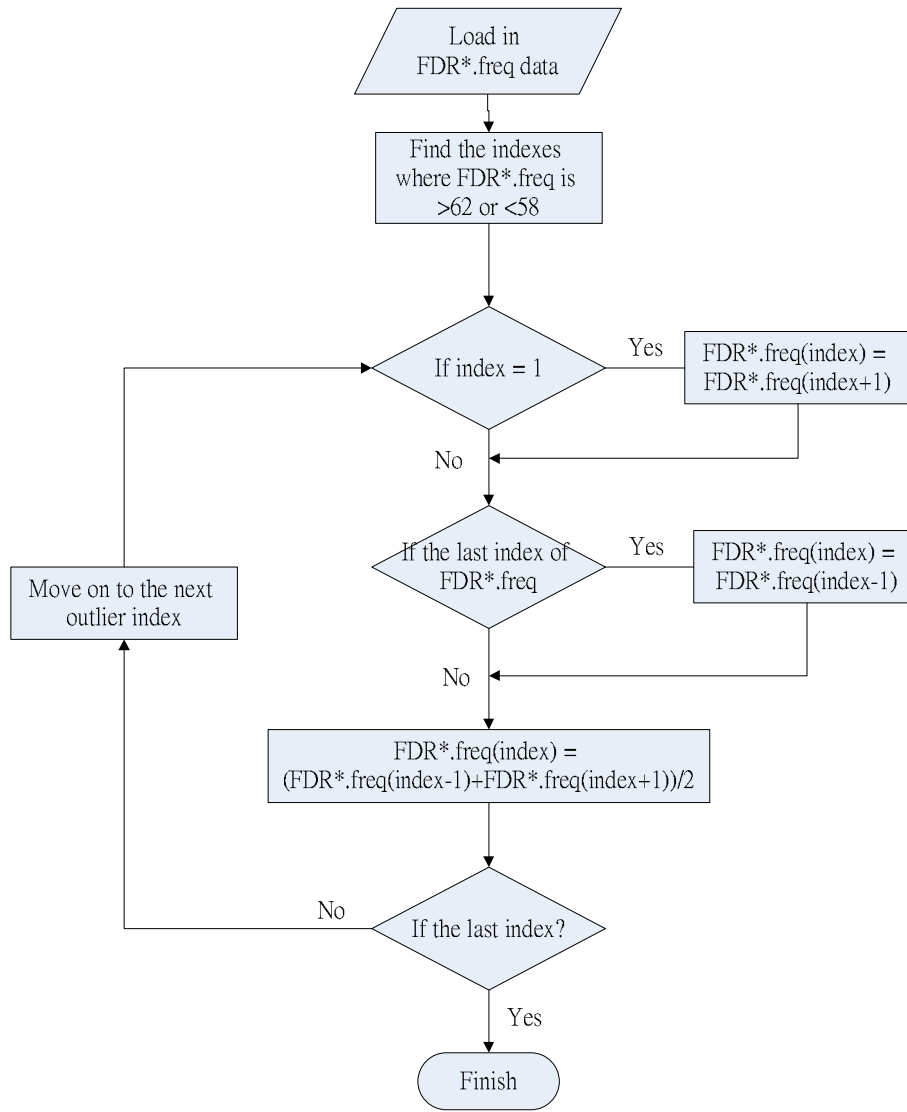 Load in
FDR*.freq data
Find the indexes
where FDR*.freq is
>62 or <58
If index = 1
Yes
FDR*.freq(index) =
FDR*.freq(index+1)
No
If the last index of
FDR*.freq
Yes
FDR*.freq(index) =
FDR*.freq(index-1)
Move on to the next
outlier index
No
FDR*.freq(index) =
(FDR*.freq(index-1)+FDR*.freq(index+1))/2
If the last index?
No
Yes
Finish